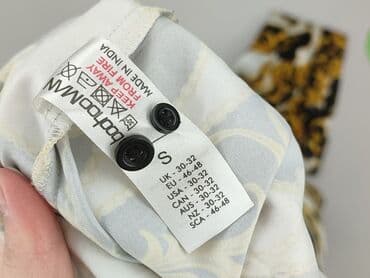 boohooMAN
KEEP AWAY
FROM FIRE
MADE IN INDIA
S
UK - 30-32
EU - 46-48
USA - 30-32
CAN - 30-32
AUS - 30-32
NZ - 30-32
SCA - 46-48